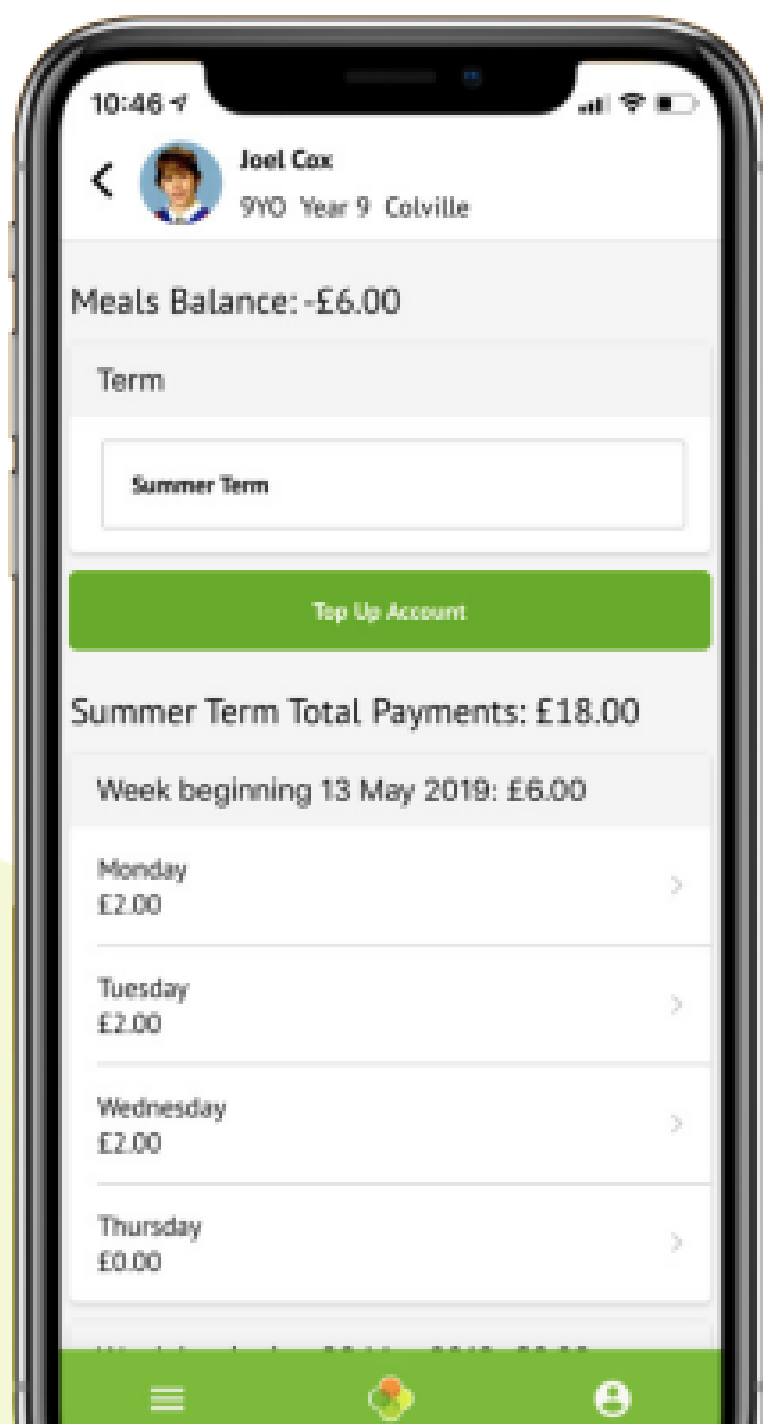 10:46
Joel Cox
9YO Year 9 Colville
Meals Balance: -£6.00
Term
Summer Term
Top Up Account
Summer Term Total Payments: £18.00
Week beginning 13 May 2019: £6.00
Monday
£2.00
Tuesday
£2.00
Wednesday
£2.00
Thursday
£0.00